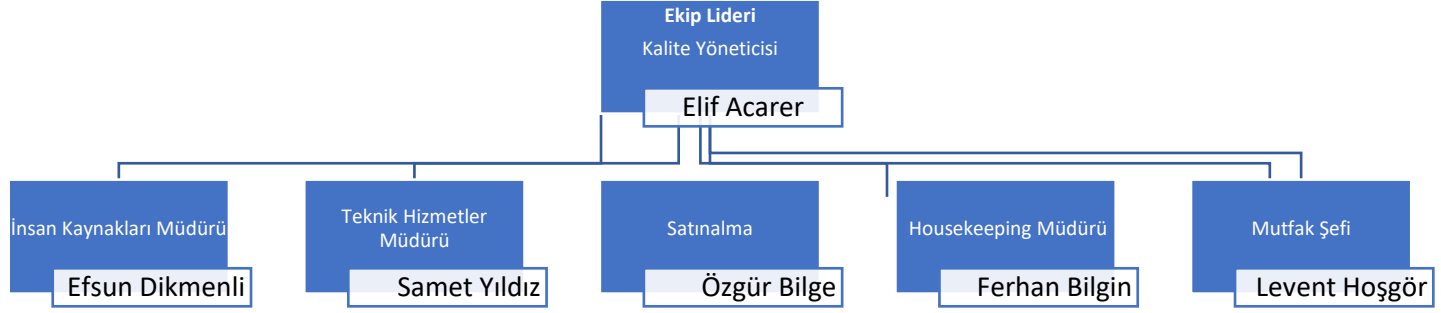 Ekip Lideri
Kalite Yöneticisi
Elif Acarer
İnsan Kaynakları Müdürü
Efsun Dikmenli
Teknik Hizmetler
Müdürü
Samet Yıldız
Satınalma
Özgür Bilge
Housekeeping Müdürü
Ferhan Bilgin
Mutfak Şefi
Levent Hoşgör